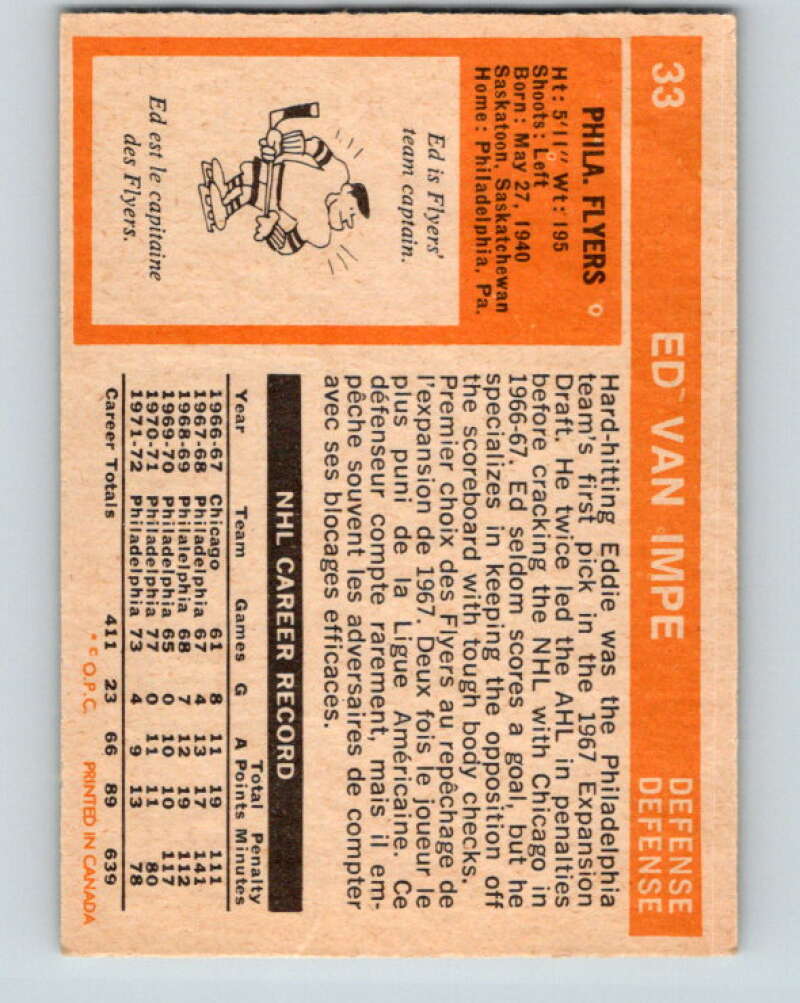 33 ED VAN IMPE DEFENSE
DEFENSE
PHILA. FLYERS
Ht: 5'11" Wt: 195
Shoots: Left
Born: May 27, 1940
Saskatoon, Saskatchewan
Home: Philadelphia, Pa.
Ed is Flyers'
team captain.
Ed est le capitaine
des Flyers.
Hard-hitting Eddie was the Philadelphia
team's first pick in the 1967 Expansion
Draft. He twice led the AHL in penalties
before cracking the NHL with Chicago in
1966-67. Ed seldom scores a goal, but he
specializes in keeping the opposition off
the scoreboard with tough body checks.
Premier choix des Flyers au repêchage de
l'expansion de 1967. Deux fois le joueur le
plus puni de la Ligue Américaine. Ce
défenseur compte rarement, mais il em-
pêche souvent les adversaires de compter
avec ses blocages efficaces.
NHL CAREER RECORD
Total Penalty
Year Team Games G A Points Minutes
1966-67 Chicago 61 8 11 19 111
1967-68 Philadelphia 67 4 13 17 141
1968-69 Philalelphia 68 7 12 19 112
1969-70 Philadelphia 65 0 10 10 117
1970-71 Philadelphia 77 0 11 11 80
1971-72 Philadelphia 73 4 9 13 78
Career Totals 411 23 66 89 639
* © O.P.C. PRINTED IN CANADA